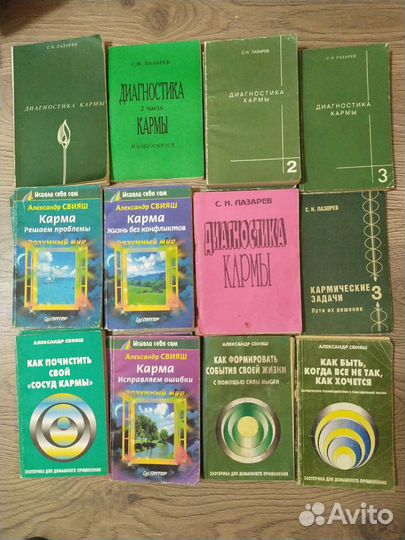 С.Н. ЛАЗАРЕВ
ДИАГНОСТИКА КАРМЫ
С.Н. ЛАЗАРЕВ
ДИАГНОСТИКА
2 часть
КАРМЫ
С.Н. ЛАЗАРЕВ
ДИАГНОСТИКА
КАРМЫ
2
С.Н. ЛАЗАРЕВ
ДИАГНОСТИКА
КАРМЫ
3
Исцели себя сам
Александр СВИЯШ
Карма
Решаем проблемы
Разумный мир
ПИТЕР
Исцели себя сам
Александр СВИЯШ
Карма
Жизнь без конфликтов
Разумный мир
ПИТЕР
С. Н. ЛАЗАРЕВ
ДИАГНОСТИКА
КАРМЫ
С.Н. ЛАЗАРЕВ
КАРМИЧЕСКИЕ
ЗАДАЧИ
3
Пути их решения
АЛЕКСАНДР СВИЯШ
КАК ПОЧИСТИТЬ
СВОЙ
«СОСУД КАРМЫ»
ЭЗОТЕРИКА ДЛЯ ДОМАШНЕГО ПРИМЕНЕНИЯ
Исцели себя сам
Александр СВИЯШ
Карма
Исправляем ошибки
Разумный мир
ПИТЕР
АЛЕКСАНДР СВИЯШ
КАК ФОРМИРОВАТЬ
СОБЫТИЯ СВОЕЙ ЖИЗНИ
С ПОМОЩЬЮ СИЛЫ МЫСЛИ
ЭЗОТЕРИКА ДЛЯ ДОМАШНЕГО ПРИМЕНЕНИЯ
АЛЕКСАНДР СВИЯШ
КАК БЫТЬ,
КОГДА ВСЕ НЕ ТАК,
КАК ХОЧЕТСЯ
ЭЗОТЕРИКА ДЛЯ ДОМАШНЕГО ПРИМЕНЕНИЯ
Avito